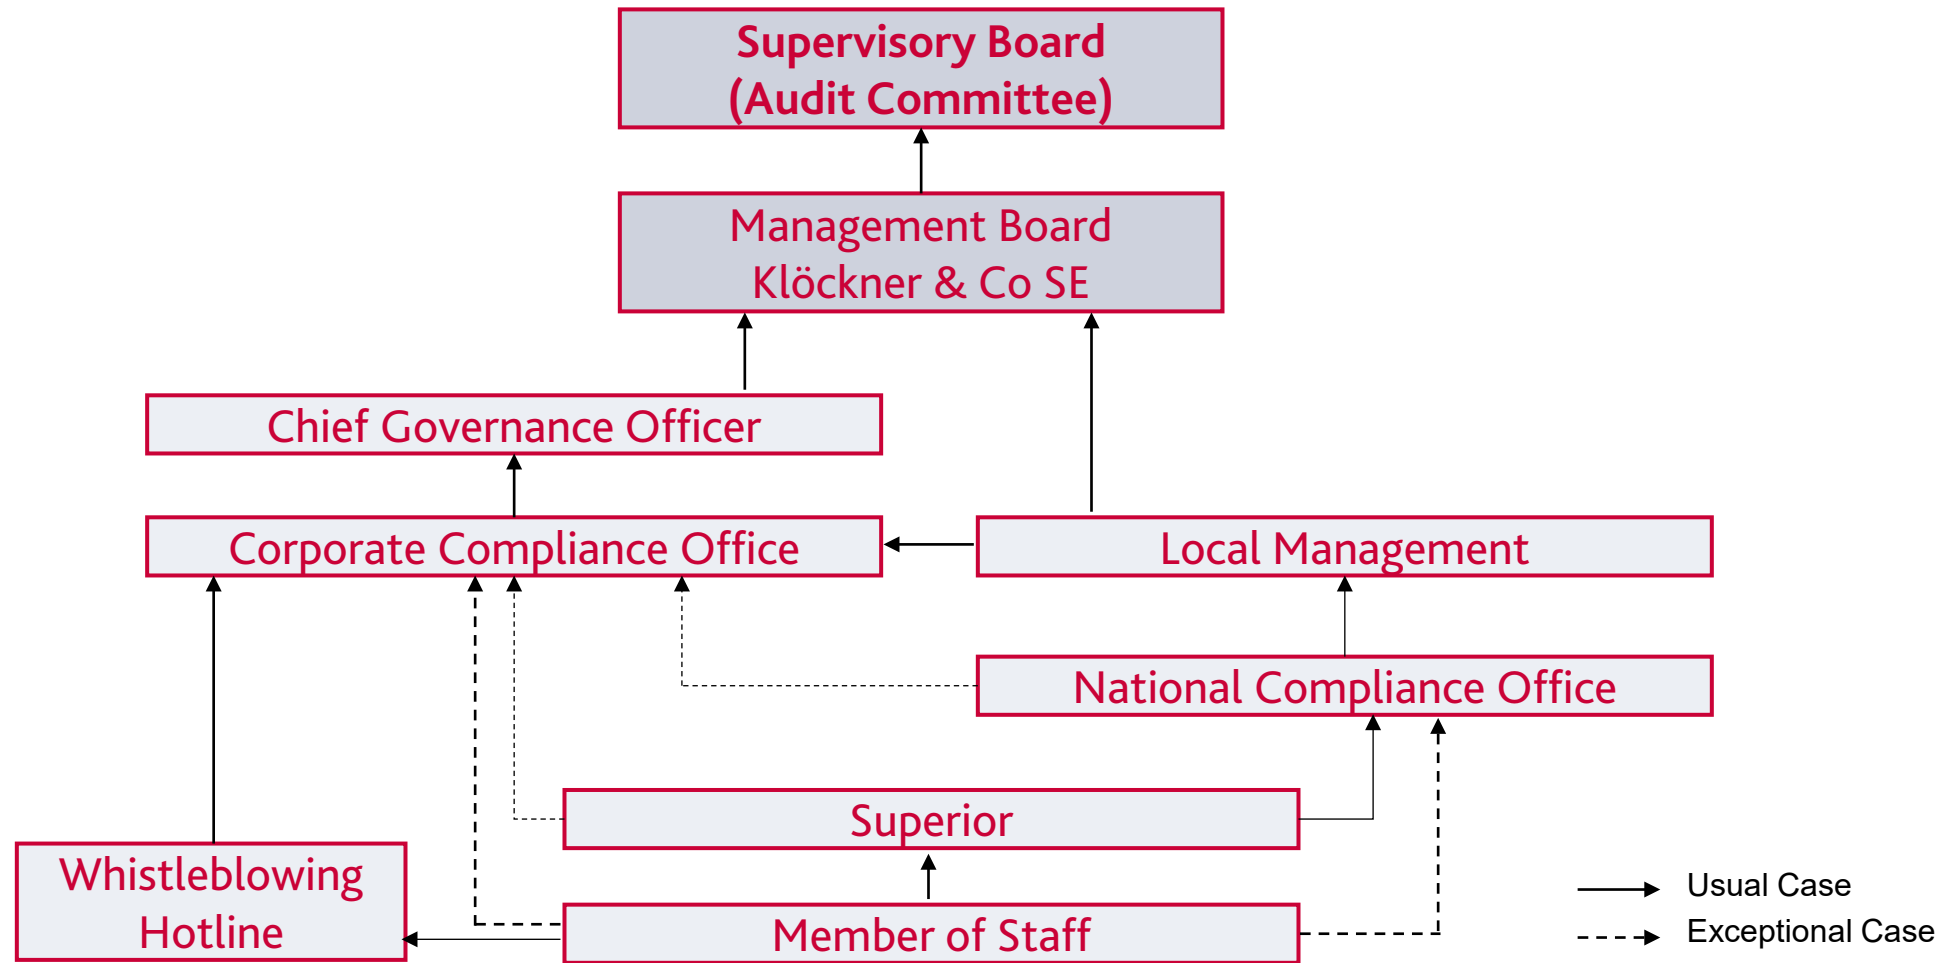 Supervisory Board
(Audit Committee)
Management Board
Klöckner & Co SE
Chief Governance Officer
Corporate Compliance Office
Local Management
National Compliance Office
Superior
Whistleblowing
Hotline
Member of Staff
Usual Case
Exceptional Case